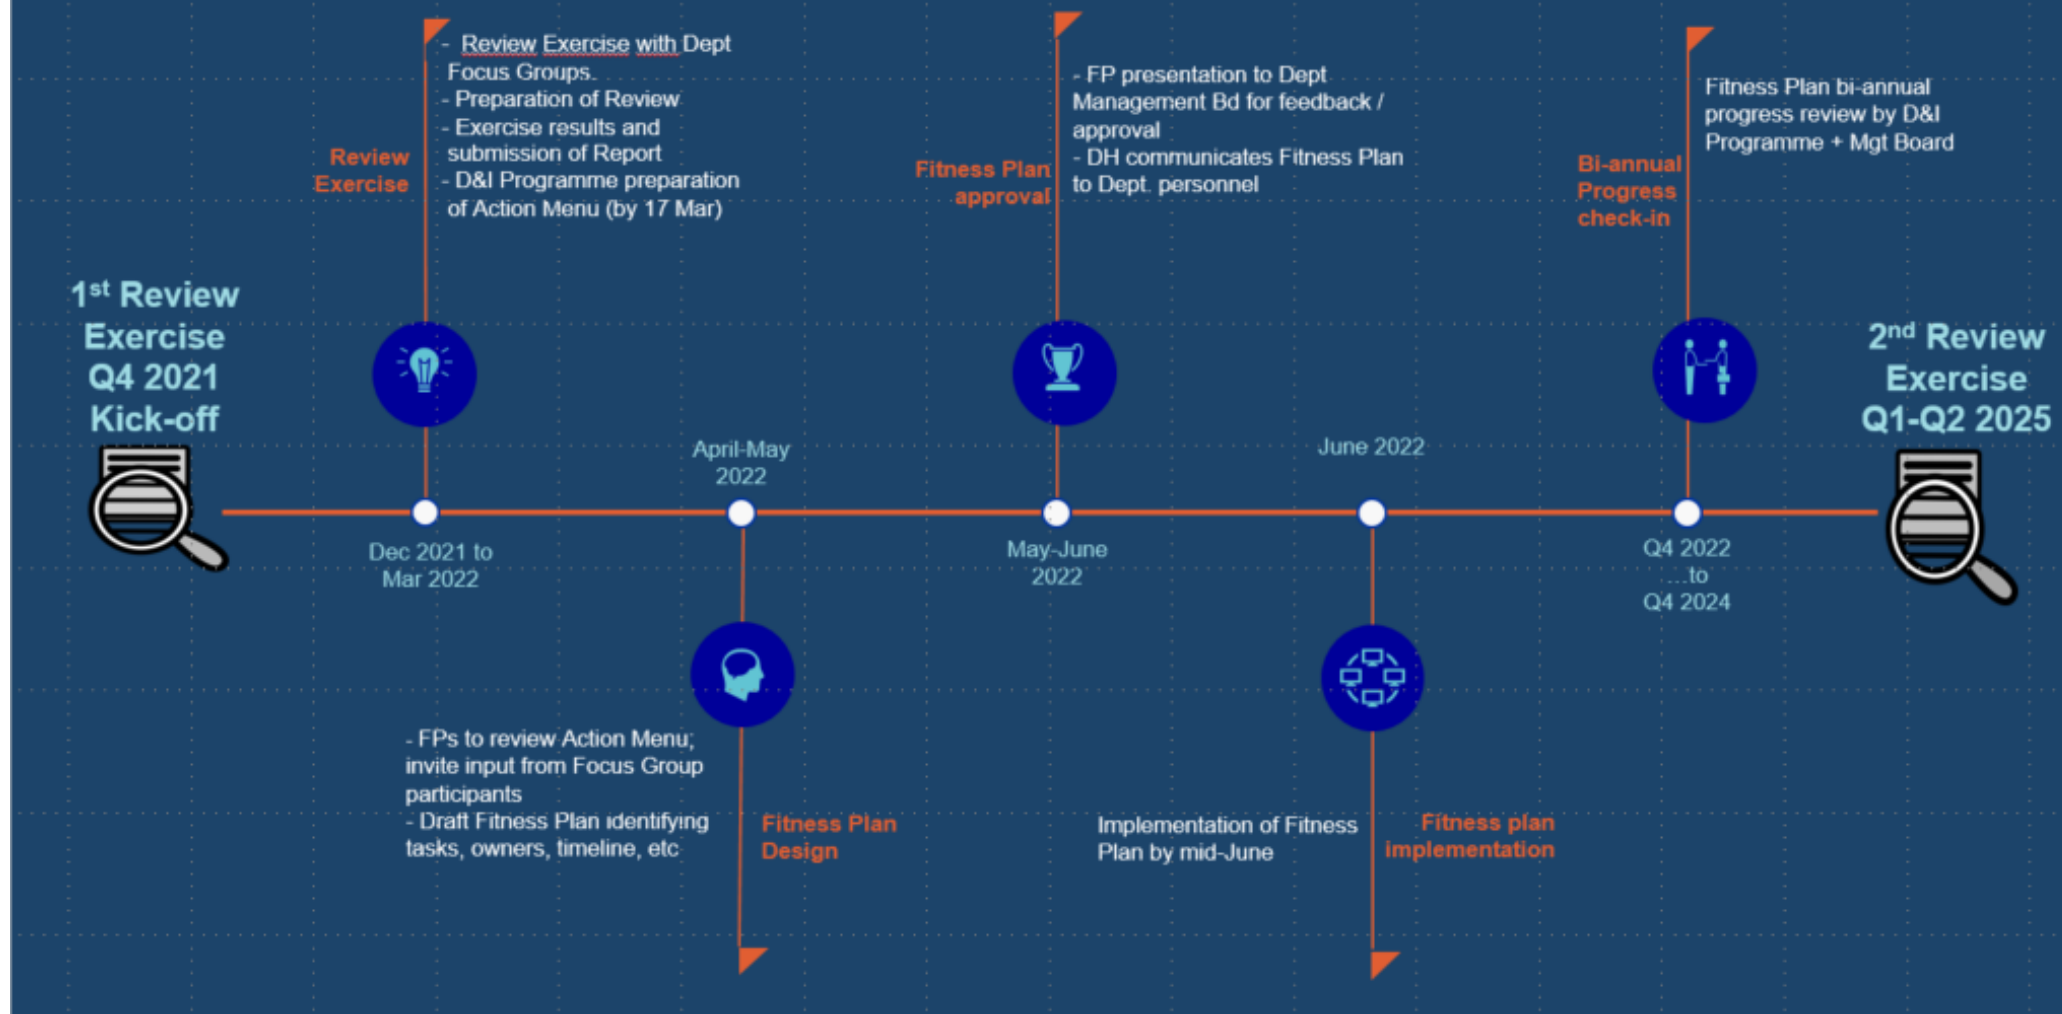 1st Review
Exercise
Q4 2021
Kick-off
Review
Exercise
- Review Exercise with Dept
Focus Groups.
- Preparation of Review
- Exercise results and
submission of Report
- D&I Programme preparation
of Action Menu (by 17 Mar)
Dec 2021 to
Mar 2022
April-May
2022
- FPs to review Action Menu;
invite input from Focus Group
participants
- Draft Fitness Plan identifying
tasks, owners, timeline, etc
Fitness Plan
Design
Fitness Plan
approval
- FP presentation to Dept
Management Bd for feedback /
approval
- DH communicates Fitness Plan
to Dept. personnel
May-June
2022
June 2022
Implementation of Fitness
Plan by mid-June
Fitness plan
implementation
Bi-annual
Progress
check-in
Fitness Plan bi-annual
progress review by D&I
Programme + Mgt Board
Q4 2022
...to
Q4 2024
2nd Review
Exercise
Q1-Q2 2025